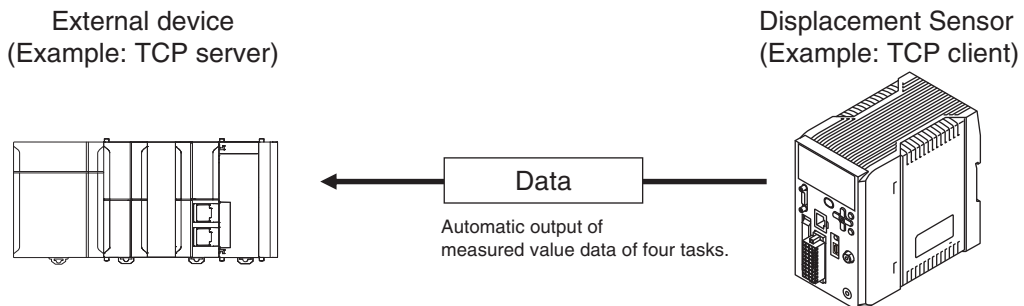 External device
(Example: TCP server)
Displacement Sensor
(Example: TCP client)
Data
Automatic output of
measured value data of four tasks.